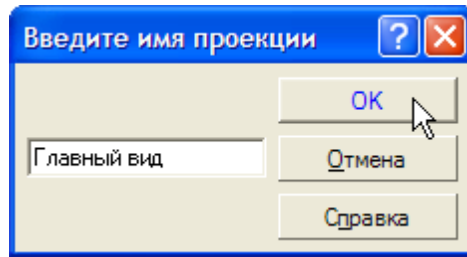 Введите имя проекции
OK
Главный вид
Отмена
Справка